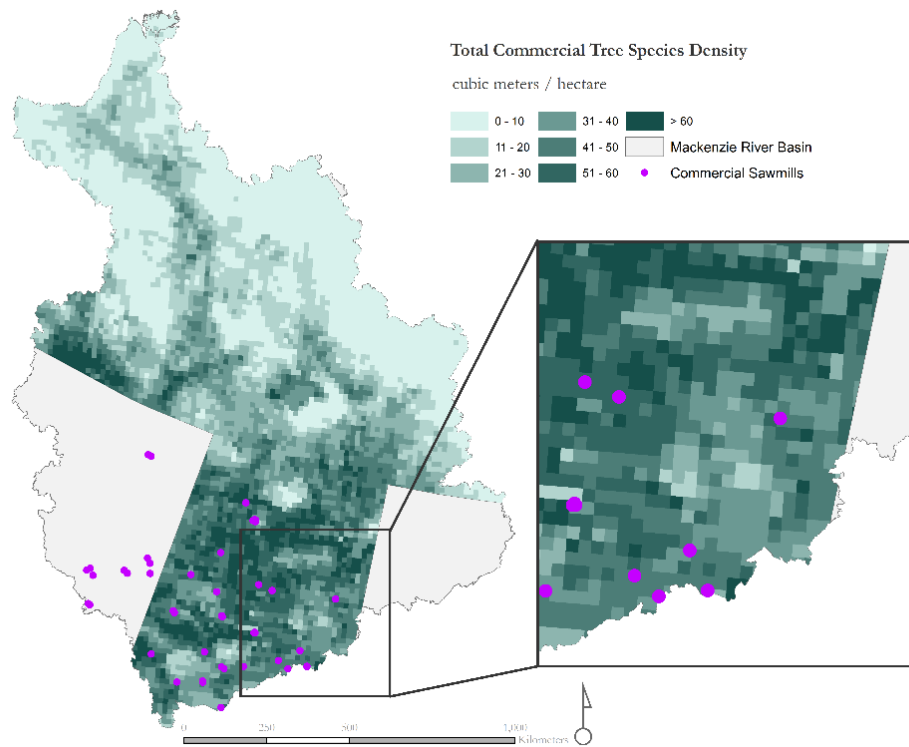 Total Commercial Tree Species Density
cubic meters / hectare
0 - 10
31 - 40
> 60
11 - 20
41 - 50
Mackenzie River Basin
21 - 30
51 - 60
Commercial Sawmills
0
250
500
1,000
Kilometers